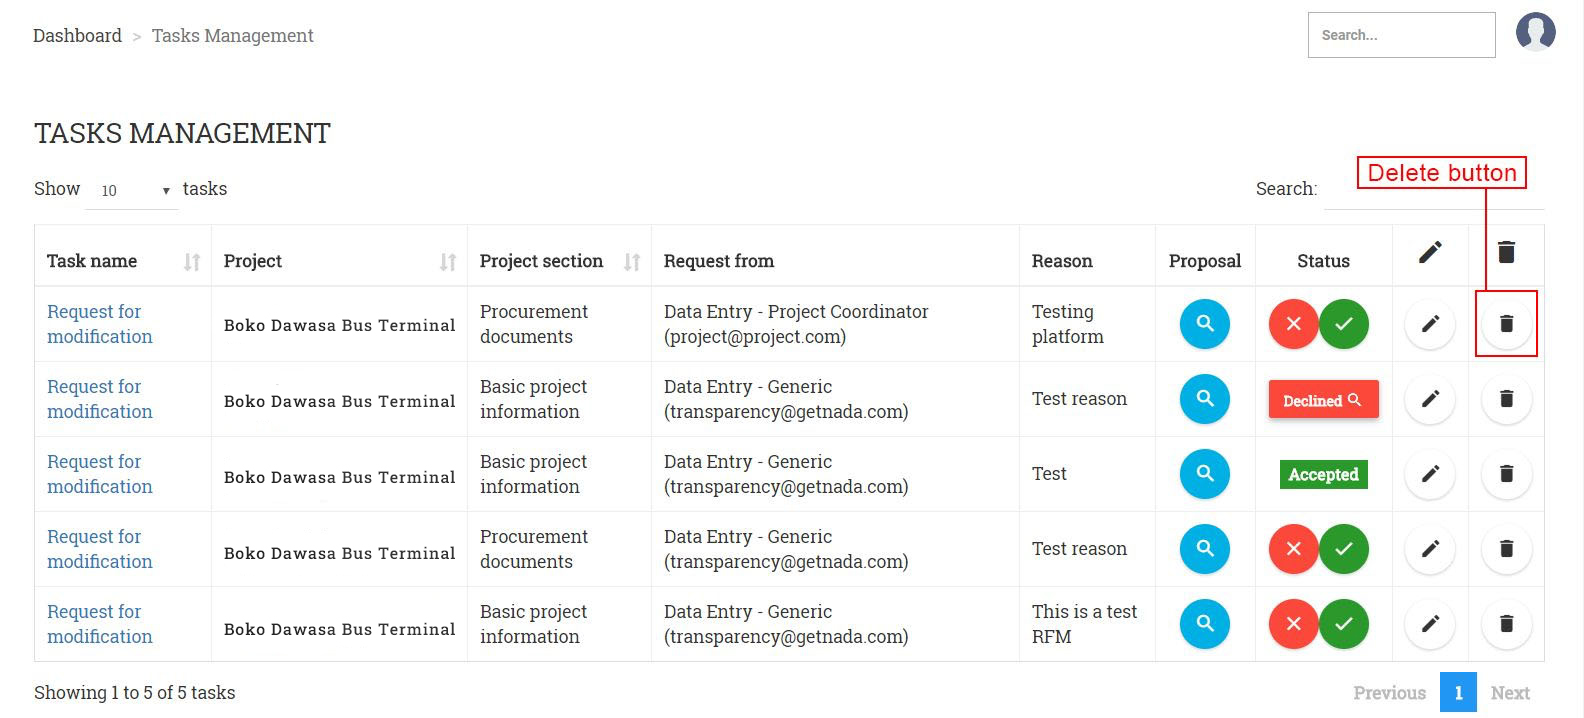 Dashboard > Tasks Management
Search...
TASKS MANAGEMENT
Delete button
Show 10 tasks
Search:
Task name Project Project section Request from Reason Proposal Status
Request for
modification
Boko Dawasa Bus Terminal
Procurement
documents
Data Entry - Project Coordinator
(project@project.com)
Testing
platform
Request for
modification
Boko Dawasa Bus Terminal
Basic project
information
Data Entry - Generic
(transparency@getnada.com)
Test reason
Declined
Request for
modification
Boko Dawasa Bus Terminal
Basic project
information
Data Entry - Generic
(transparency@getnada.com)
Test
Accepted
Request for
modification
Boko Dawasa Bus Terminal
Procurement
documents
Data Entry - Generic
(transparency@getnada.com)
Test reason
Request for
modification
Boko Dawasa Bus Terminal
Basic project
information
Data Entry - Generic
(transparency@getnada.com)
This is a test
RFM
Showing 1 to 5 of 5 tasks
Previous 1 Next